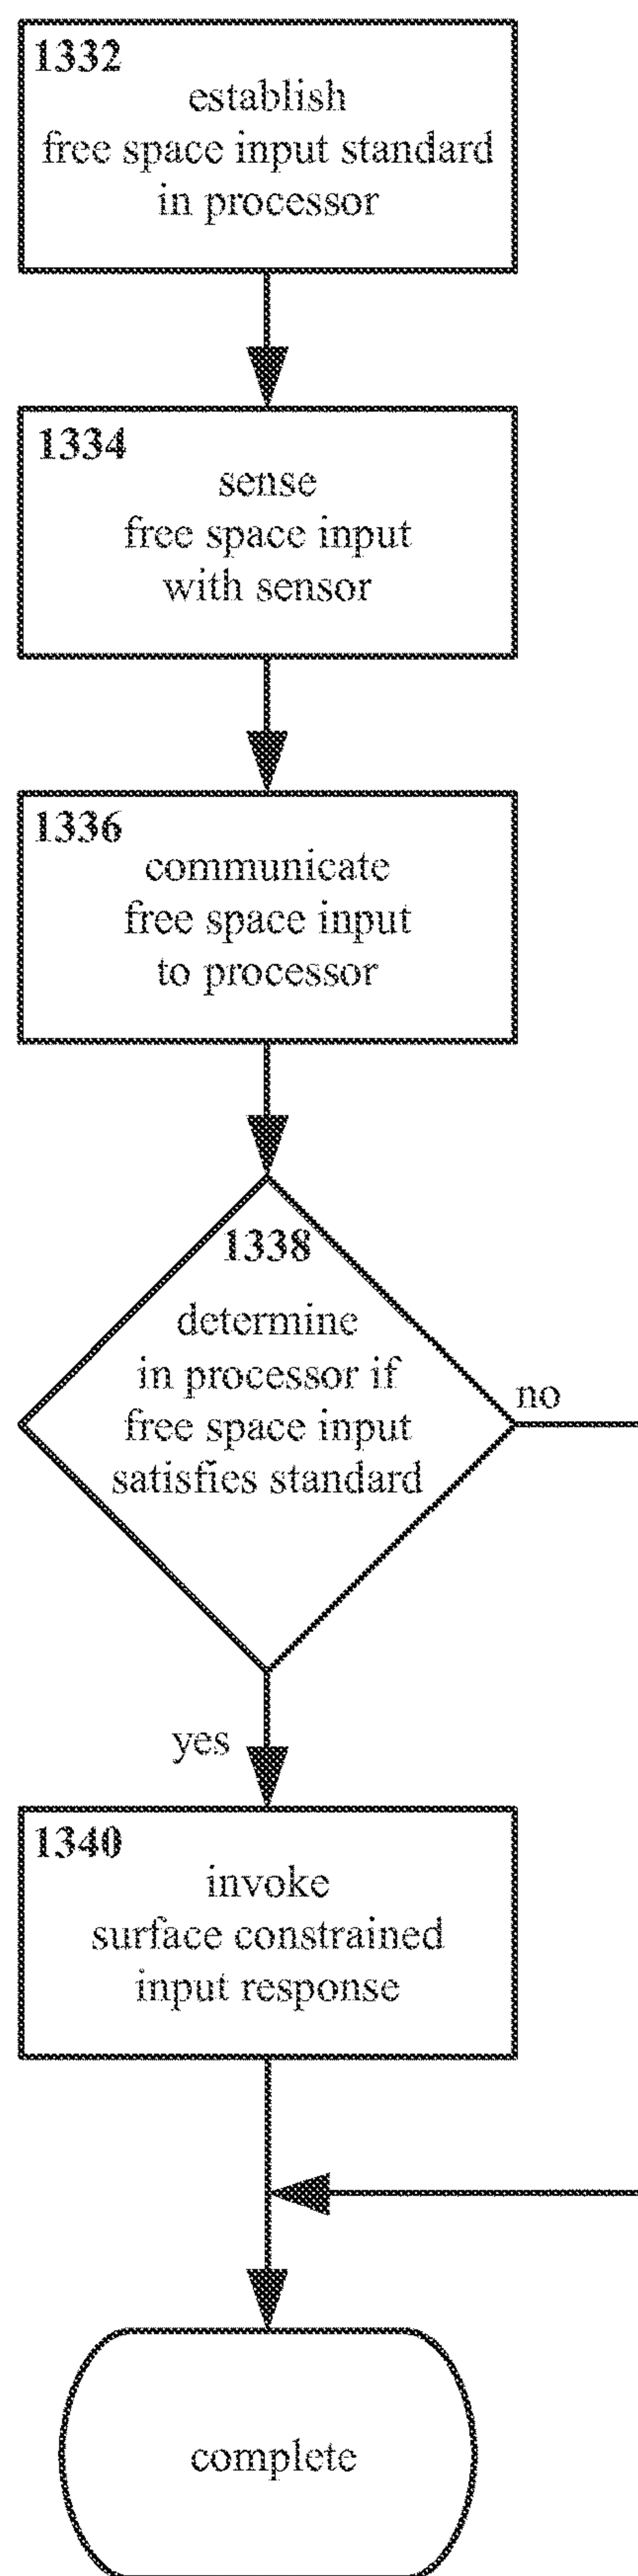 1332
establish
free space input standard
in processor
1334
sense
free space input
with sensor
1336
communicate
free space input
to processor
1338
determine
in processor if
free space input
satisfies standard
no
yes
1340
invoke
surface constrained
input response
complete